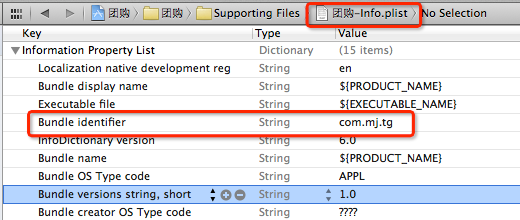 团购 团购 Supporting Files 团购-Info.plist No Selection
Key Type Value
Information Property List Dictionary (15 items)
Localization native development reg String en
Bundle display name String ${PRODUCT_NAME}
Executable file String ${EXECUTABLE_NAME}
Bundle identifier String com.mj.tg
InfoDictionary version String 6.0
Bundle name String ${PRODUCT_NAME}
Bundle OS Type code String APPL
Bundle versions string, short String 1.0
Bundle creator OS Type code String ????